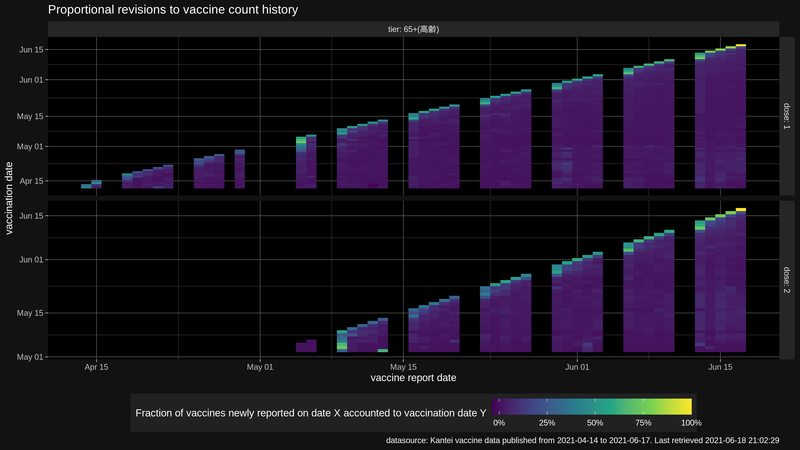 Proportional revisions to vaccine count history
tier: 65+(高齢)
Jun 15
Jun 01
May 15
May 01
Apr 15
dose: 1
vaccination date
Jun 15
Jun 01
May 15
May 01
dose: 2
Apr 15
May 01
May 15
Jun 01
Jun 15
vaccine report date
Fraction of vaccines newly reported on date X accounted to vaccination date Y
0%
25%
50%
75%
100%
datasource: Kantei vaccine data published from 2021-04-14 to 2021-06-17. Last retrieved 2021-06-18 21:02:29